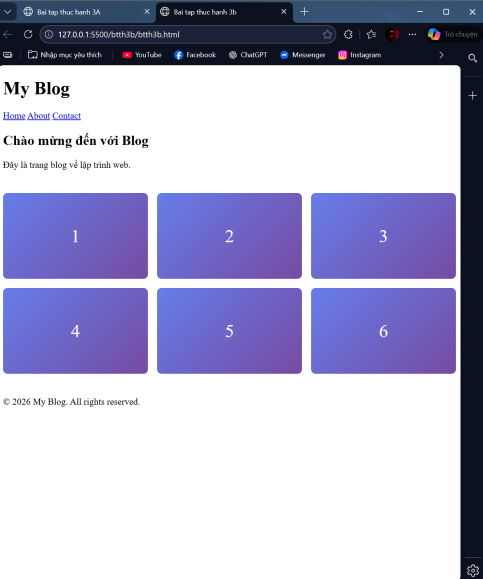 Bai tap thuc hanh 3A
Bai tap thuc hanh 3b
127.0.0.1:5500/btth3b/btth3b.html
Trò chuyện
Nhập mục yêu thích
YouTube
Facebook
ChatGPT
Messenger
Instagram
My Blog
Home About Contact
Chào mừng đến với Blog
Đây là trang blog về lập trình web.
1
2
3
4
5
6
© 2026 My Blog. All rights reserved.